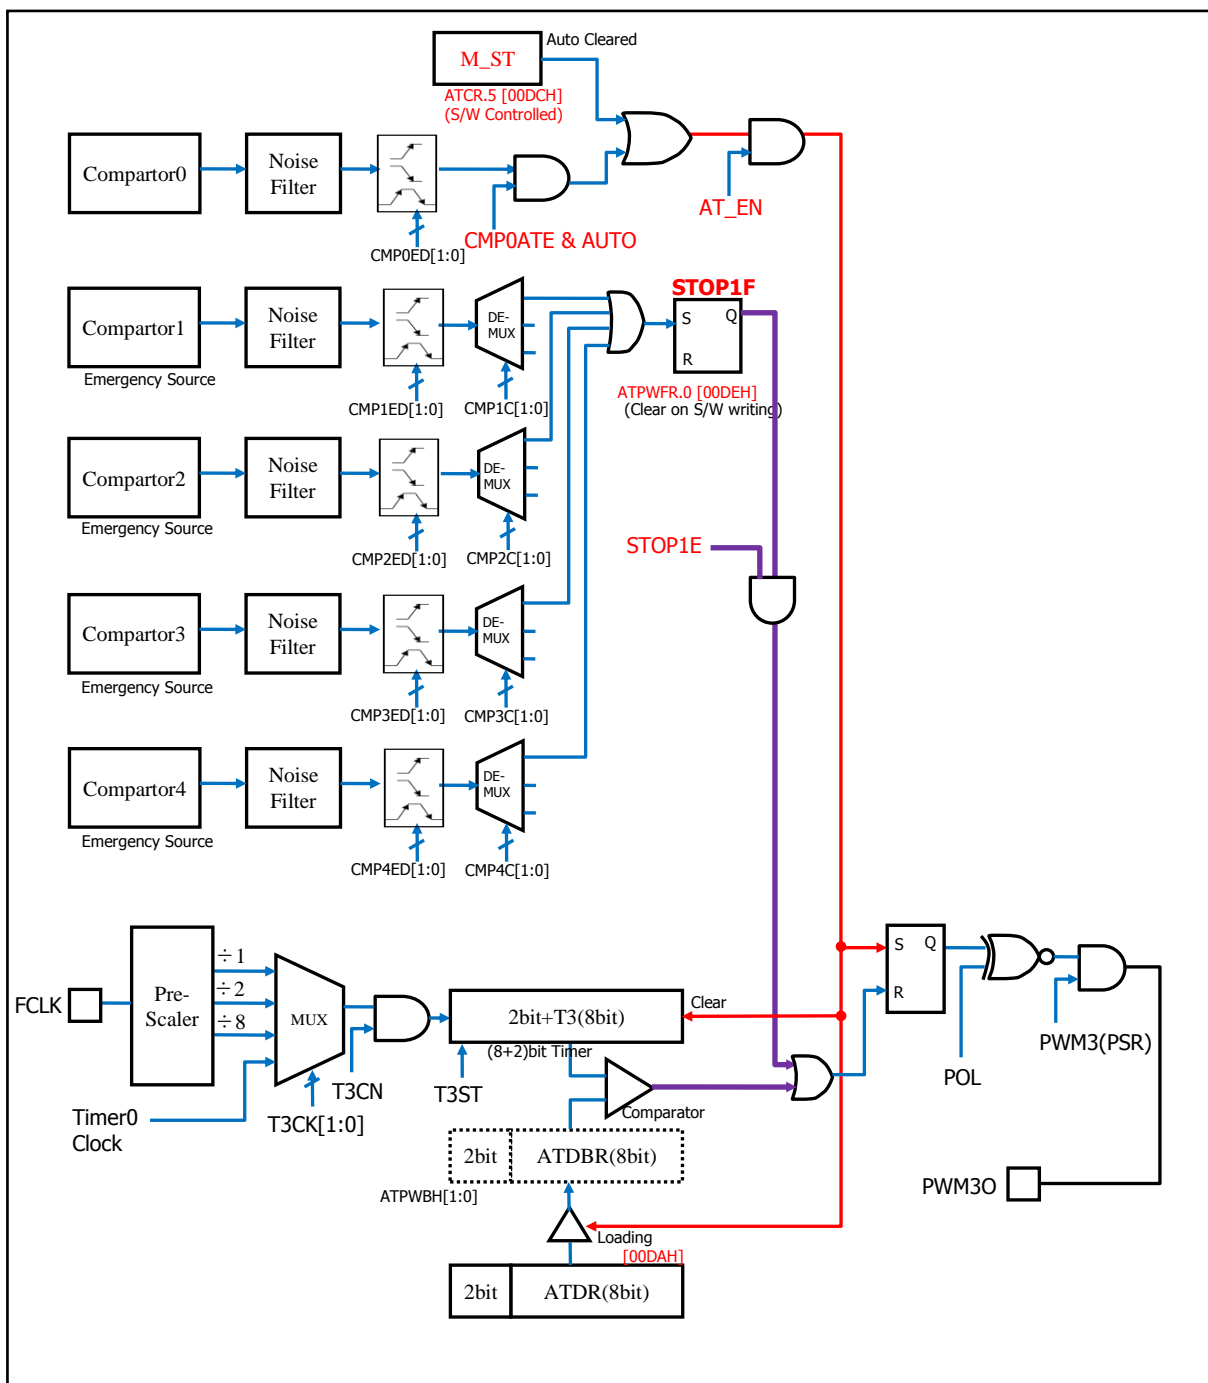 M_ST
Auto Cleared
ATCR.5 [00DCH]
(S/W Controlled)
Compartor0
Noise
Filter
CMP0ED[1:0]
CMP0ATE & AUTO
AT_EN
Compartor1
Emergency Source
Noise
Filter
CMP1ED[1:0]
DE-
MUX
CMP1C[1:0]
STOP1F
S
Q
R
ATPWFR.0 [00DEH]
(Clear on S/W writing)
Compartor2
Emergency Source
Noise
Filter
CMP2ED[1:0]
DE-
MUX
CMP2C[1:0]
STOP1E
Compartor3
Emergency Source
Noise
Filter
CMP3ED[1:0]
DE-
MUX
CMP3C[1:0]
Compartor4
Emergency Source
Noise
Filter
CMP4ED[1:0]
DE-
MUX
CMP4C[1:0]
FCLK
Pre-
Scaler
÷1
÷2
÷8
MUX
Timer0
Clock
T3CK[1:0]
T3CN
2bit+T3(8bit)
Clear
(8+2)bit Timer
T3ST
Comparator
2bit
ATDBR(8bit)
ATPWBH[1:0]
Loading
[00DAH]
2bit
ATDR(8bit)
S
Q
R
POL
PWM3(PSR)
PWM3O